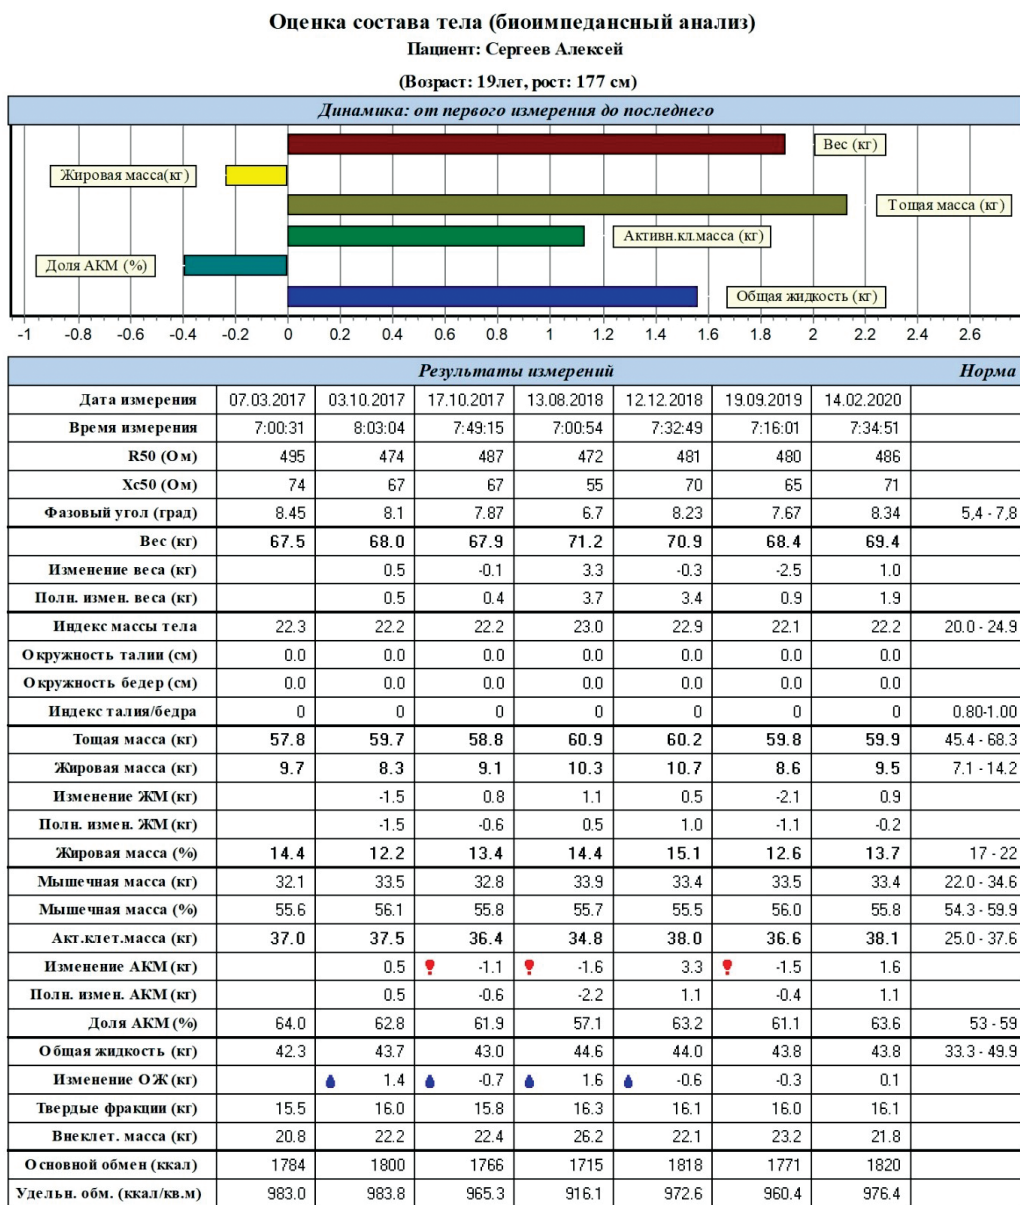 Оценка состава тела (биоимпедансный анализ)
Пациент: Сергеев Алексей
(Возраст: 19лет, рост: 177 см)
Динамика: от первого измерения до последнего
Вес (кг)
Жировая масса(кг)
Тощая масса (кг)
Активн.кл.масса (кг)
Доля АКМ (%)
Общая жидкость (кг)
-1 -0.8 -0.6 -0.4 -0.2 0 0.2 0.4 0.6 0.8 1 1.2 1.4 1.6 1.8 2 2.2 2.4 2.6
Результаты измерений Норма
Дата измерения 07.03.2017 03.10.2017 17.10.2017 13.08.2018 12.12.2018 19.09.2019 14.02.2020
Время измерения 7:00:31 8:03:04 7:49:15 7:00:54 7:32:49 7:16:01 7:34:51
R50 (Ом) 495 474 487 472 481 480 486
Xc50 (Ом) 74 67 67 55 70 65 71
Фазовый угол (град) 8.45 8.1 7.87 6.7 8.23 7.67 8.34 5,4 - 7,8
Вес (кг) 67.5 68.0 67.9 71.2 70.9 68.4 69.4
Изменение веса (кг) 0.5 -0.1 3.3 -0.3 -2.5 1.0
Полн. измен. веса (кг) 0.5 0.4 3.7 3.4 0.9 1.9
Индекс массы тела 22.3 22.2 22.2 23.0 22.9 22.1 22.2 20.0 - 24.9
Окружность талии (см) 0.0 0.0 0.0 0.0 0.0 0.0 0.0
Окружность бедер (см) 0.0 0.0 0.0 0.0 0.0 0.0 0.0
Индекс талия/бедра 0 0 0 0 0 0 0 0.80-1.00
Тощая масса (кг) 57.8 59.7 58.8 60.9 60.2 59.8 59.9 45.4 - 68.3
Жировая масса (кг) 9.7 8.3 9.1 10.3 10.7 8.6 9.5 7.1 - 14.2
Изменение ЖМ (кг) -1.5 0.8 1.1 0.5 -2.1 0.9
Полн. измен. ЖМ (кг) -1.5 -0.6 0.5 1.0 -1.1 -0.2
Жировая масса (%) 14.4 12.2 13.4 14.4 15.1 12.6 13.7 17 - 22
Мышечная масса (кг) 32.1 33.5 32.8 33.9 33.4 33.5 33.4 22.0 - 34.6
Мышечная масса (%) 55.6 56.1 55.8 55.7 55.5 56.0 55.8 54.3 - 59.9
Акт.клет.масса (кг) 37.0 37.5 36.4 34.8 38.0 36.6 38.1 25.0 - 37.6
Изменение АКМ (кг) 0.5 -1.1 -1.6 3.3 -1.5 1.6
Полн. измен. АКМ (кг) 0.5 -0.6 -2.2 1.1 -0.4 1.1
Доля АКМ (%) 64.0 62.8 61.9 57.1 63.2 61.1 63.6 53 - 59
Общая жидкость (кг) 42.3 43.7 43.0 44.6 44.0 43.8 43.8 33.3 - 49.9
Изменение ОЖ (кг) 1.4 -0.7 1.6 -0.6 -0.3 0.1
Твердые фракции (кг) 15.5 16.0 15.8 16.3 16.1 16.0 16.1
Внеклет. масса (кг) 20.8 22.2 22.4 26.2 22.1 23.2 21.8
Основной обмен (ккал) 1784 1800 1766 1715 1818 1771 1820
Удельн. обм. (ккал/кв.м) 983.0 983.8 965.3 916.1 972.6 960.4 976.4